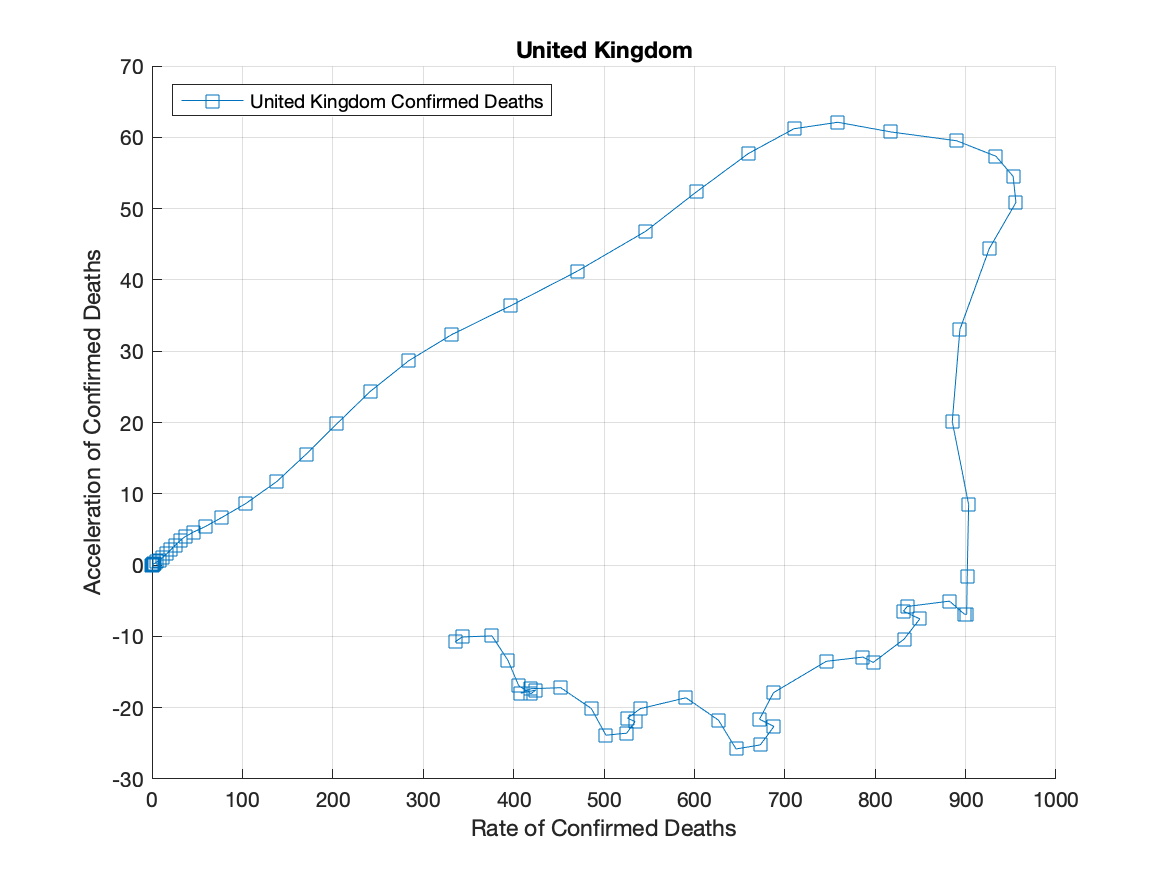 United Kingdom
70
United Kingdom Confirmed Deaths
60
50
40
30
20
10
0
-10
-20
-30
Acceleration of Confirmed Deaths
0 100 200 300 400 500 600 700 800 900 1000
Rate of Confirmed Deaths